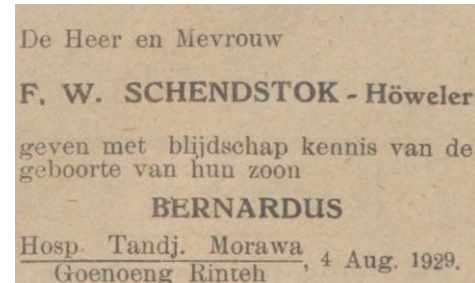 De Heer en Mevrouw
F. W. SCHENDSTOK - Höweler
geven met blijdschap kennis van de
geboorte van hun zoon
BERNARDUS
Hosp. Tandj. Morawa
Goenoeng Rinteh, 4 Aug. 1929.